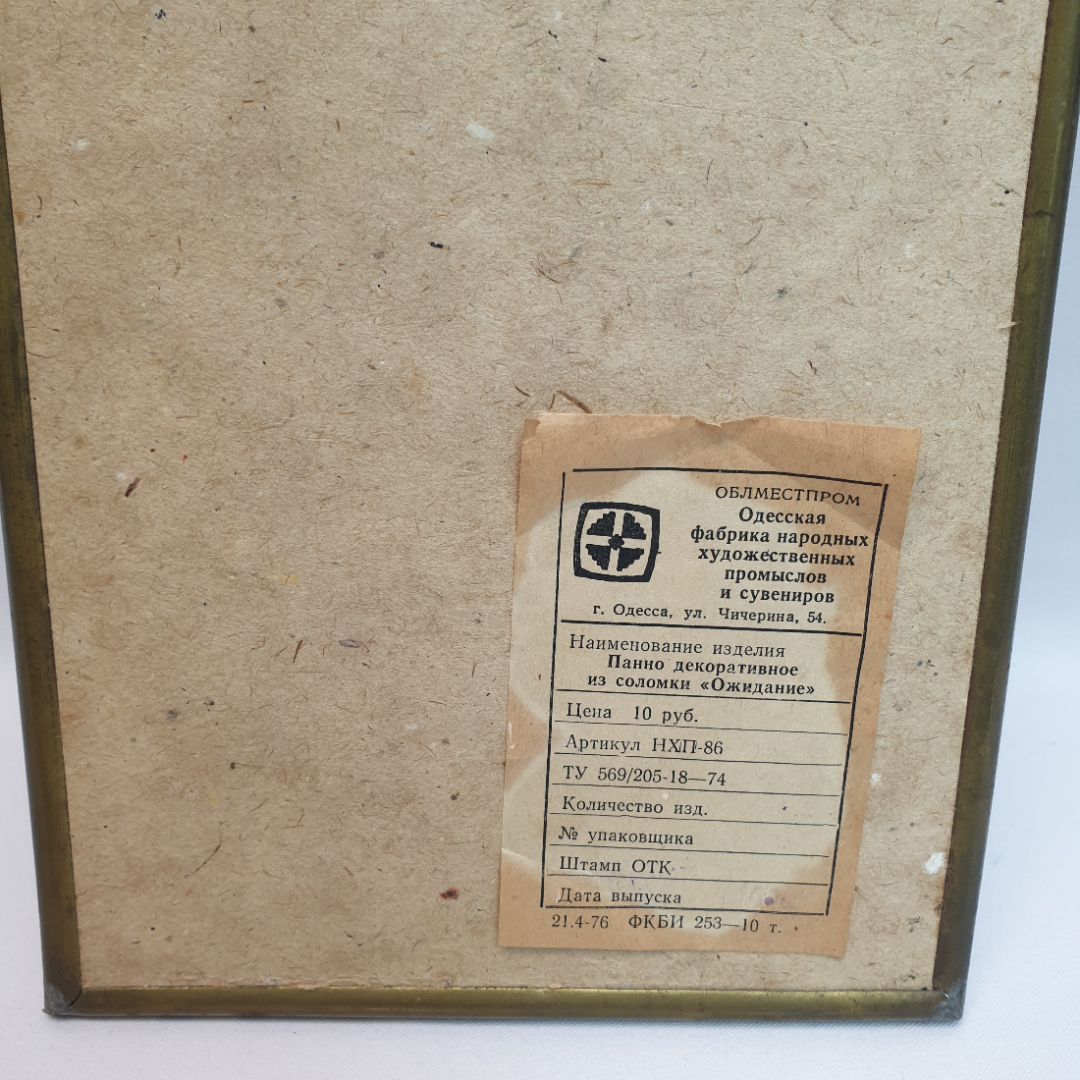 ОБЛМЕСТПРОМ
Одесская
фабрика народных
художественных
промыслов
и сувениров
г. Одесса, ул. Чичерина, 54.
Наименование изделия
Панно декоративное
из соломки «Ожидание»
Цена 10 руб.
Артикул НХП-86
ТУ 569/205-18—74
Количество изд.
№ упаковщика
Штамп ОТК
Дата выпуска
21.4-76 ФКБИ 253—10 т.